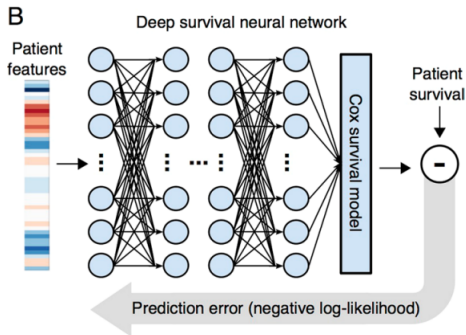 B
Deep survival neural network
Patient
features
Cox survival model
Patient
survival
-
Prediction error (negative log-likelihood)